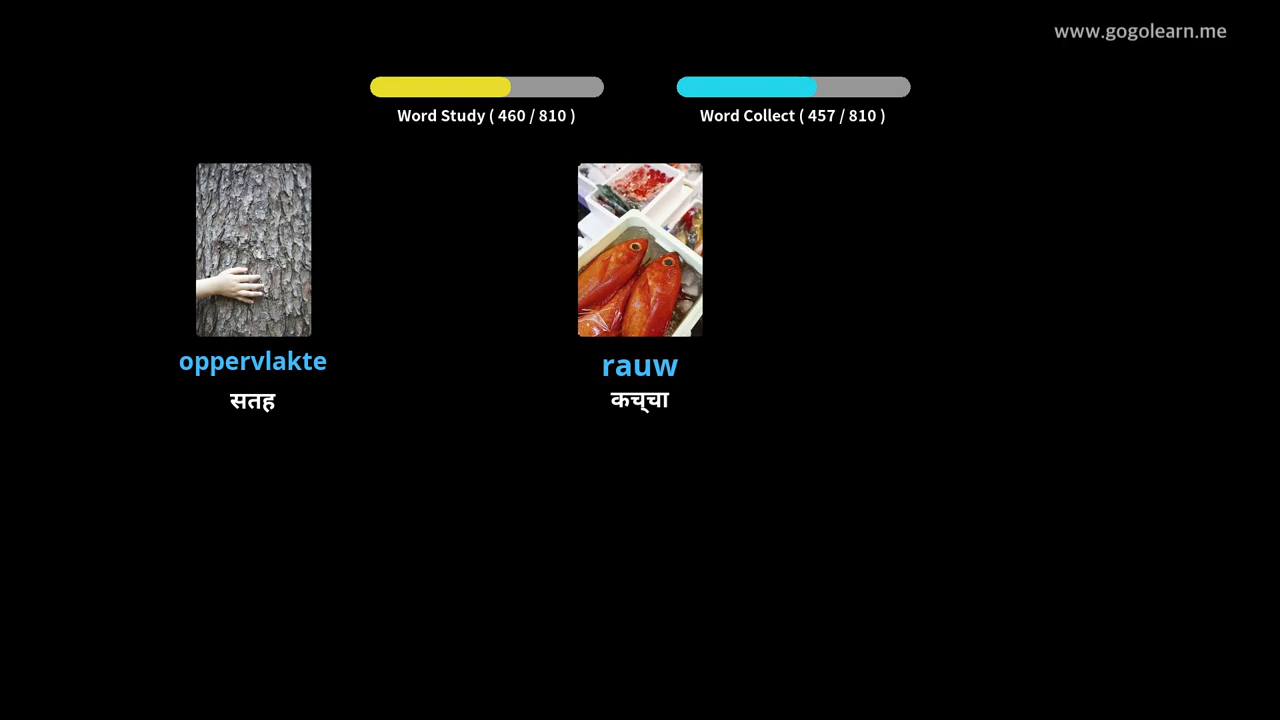 www.gogolearn.me
Word Study ( 460 / 810 )
Word Collect ( 457 / 810 )
oppervlakte
सतह
rauw
कच्चा